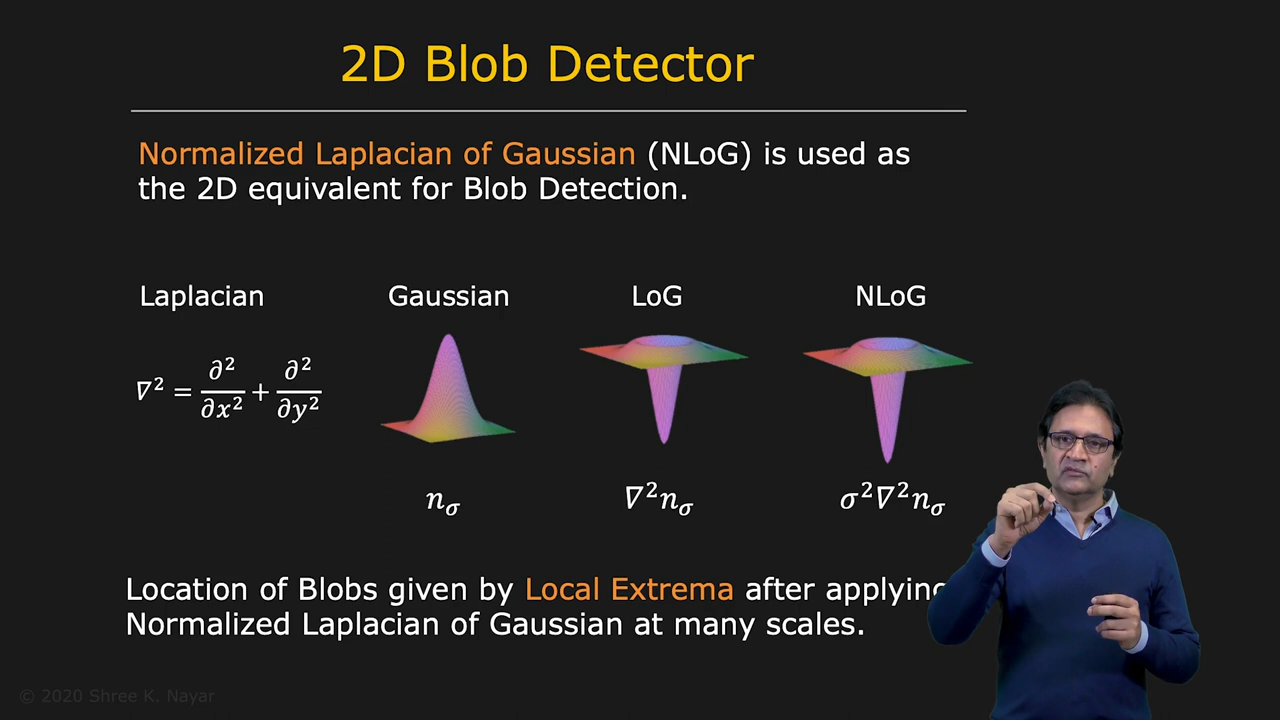 2D Blob Detector
Normalized Laplacian of Gaussian (NLoG) is used as
the 2D equivalent for Blob Detection.
Laplacian
Gaussian
LoG
NLoG
∇² = ∂²/∂x² + ∂²/∂y²
n_σ
∇²n_σ
σ²∇²n_σ
Location of Blobs given by Local Extrema after applying
Normalized Laplacian of Gaussian at many scales.
© 2020 Shree K. Nayar